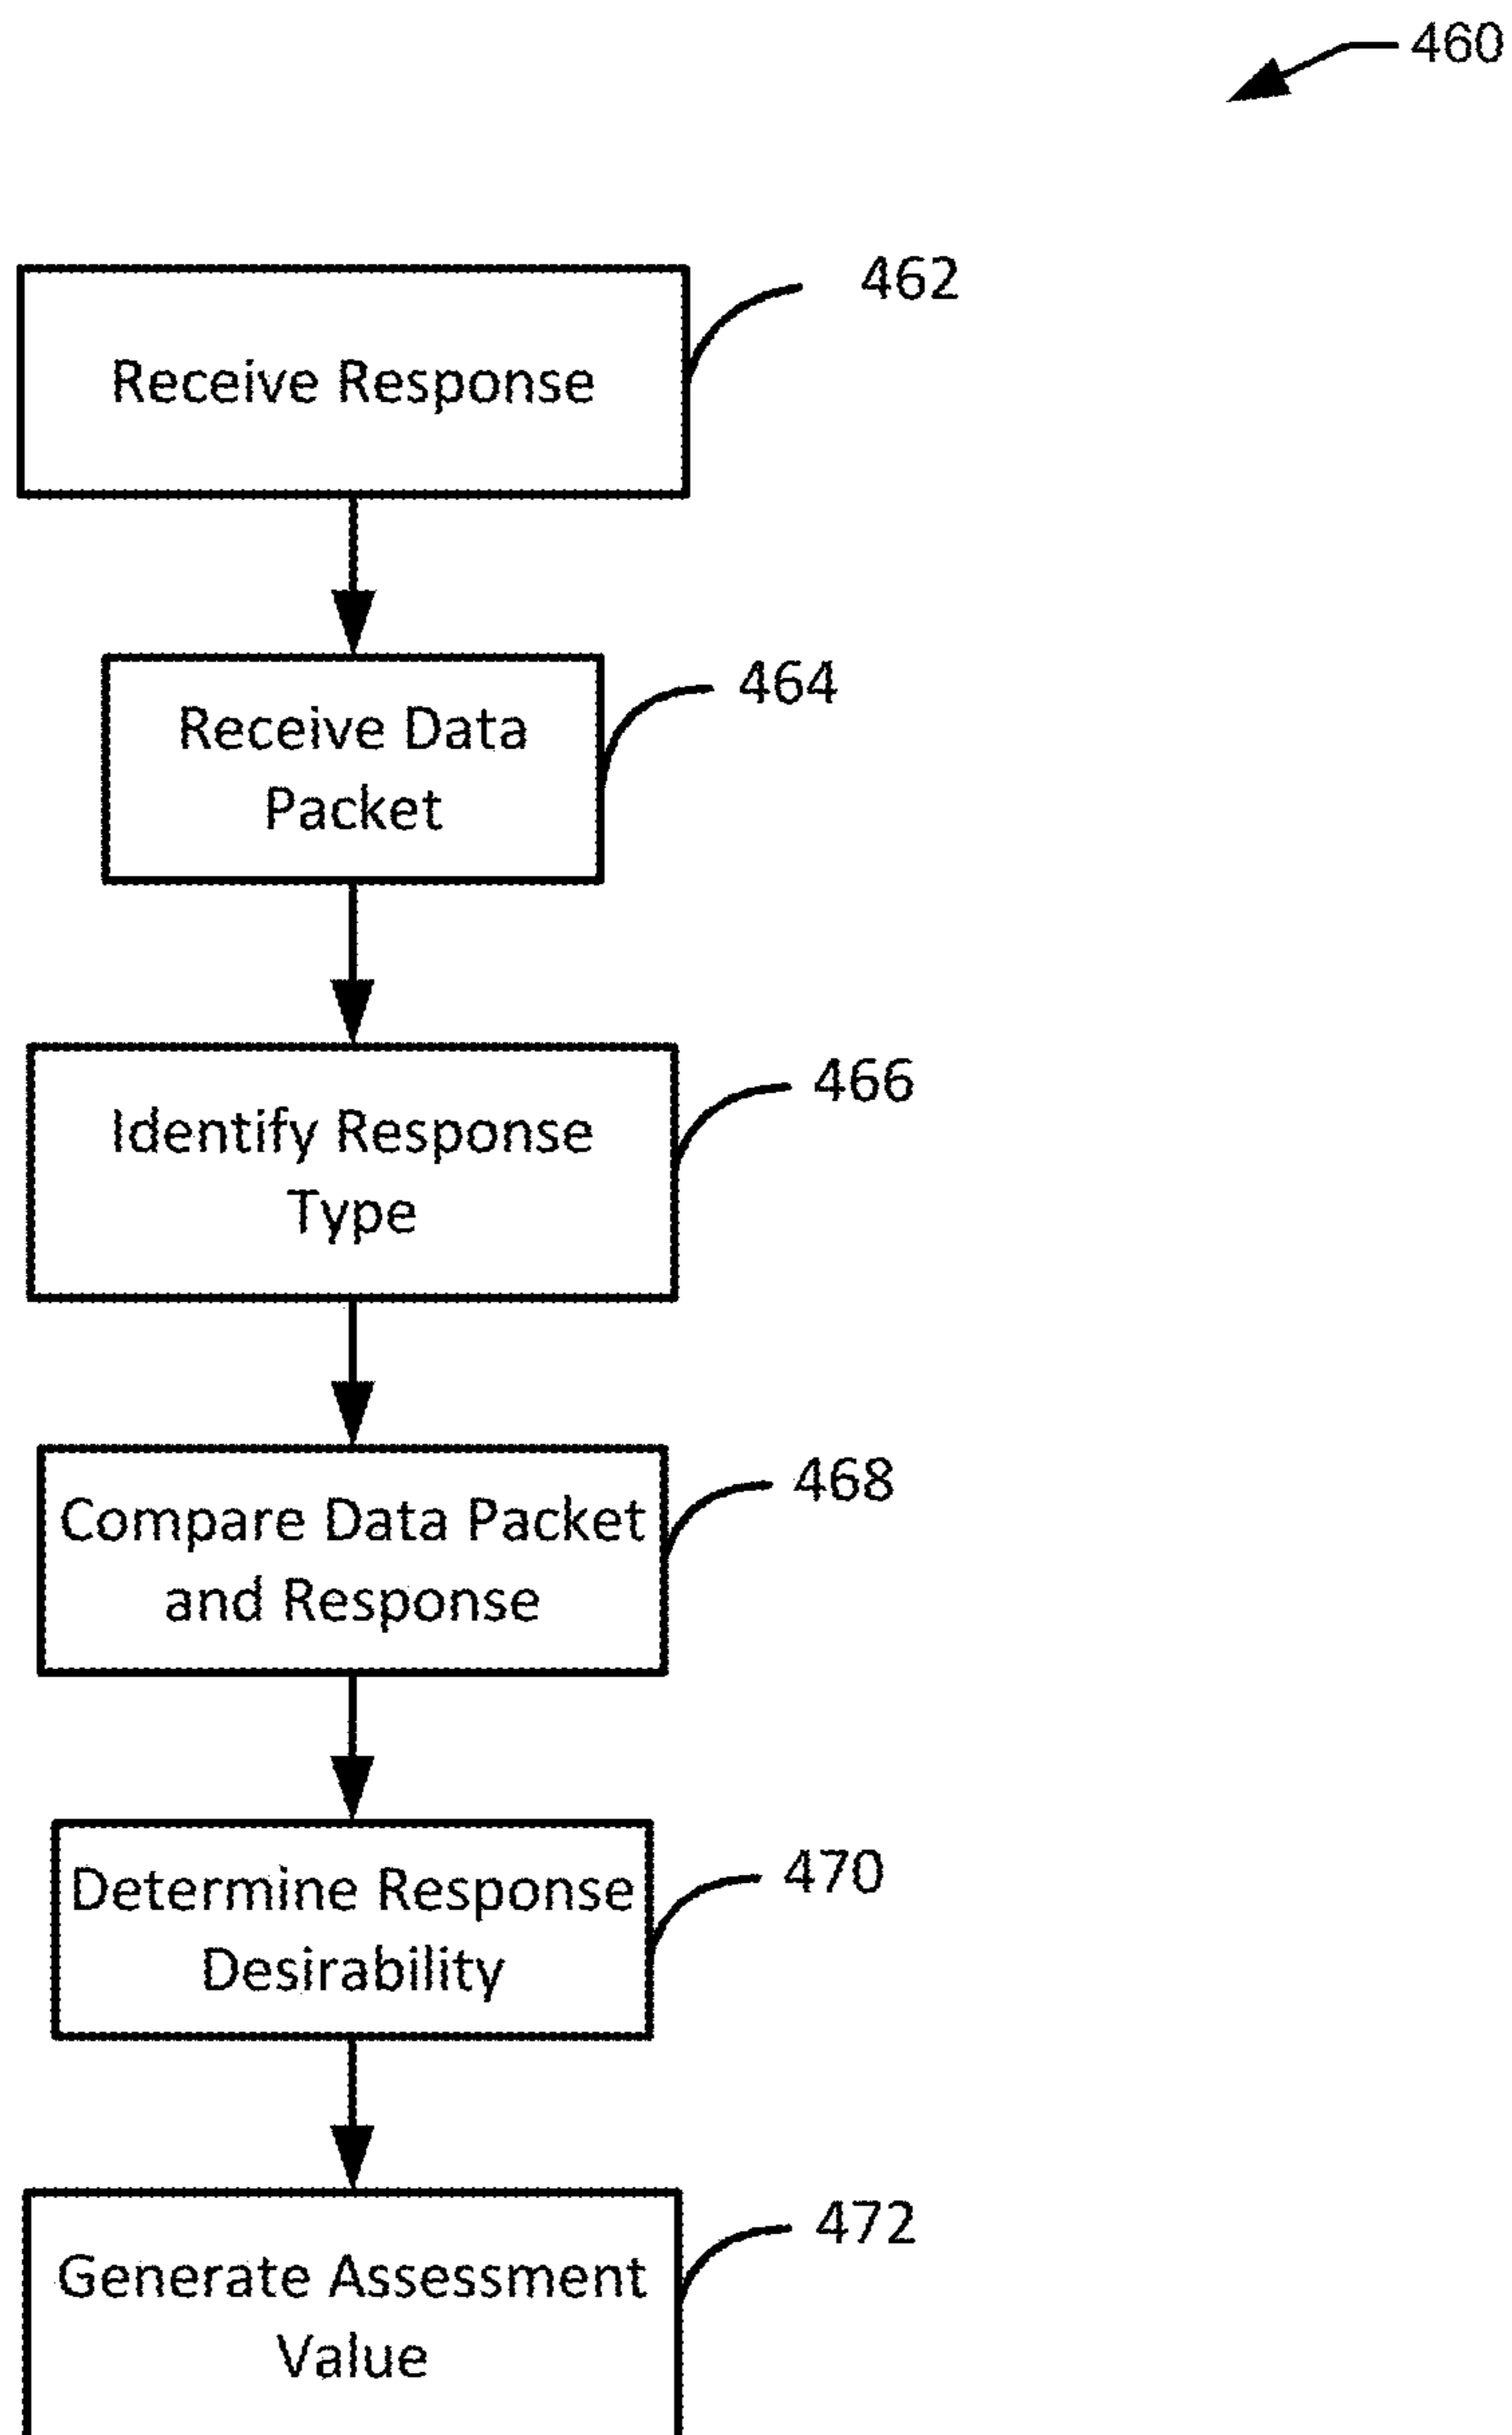 460
462
Receive Response
464
Receive Data
Packet
466
Identify Response
Type
468
Compare Data Packet
and Response
470
Determine Response
Desirability
472
Generate Assessment
Value